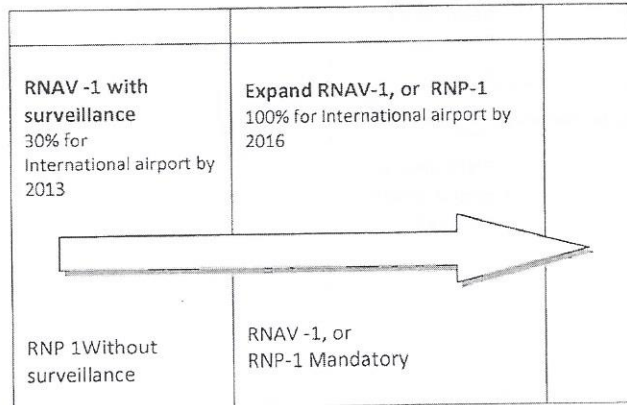 RNAV -1 with
surveillance
30% for
International airport by
2013
Expand RNAV-1, or RNP-1
100% for International airport by
2016
RNP 1Without
surveillance
RNAV -1, or
RNP-1 Mandatory